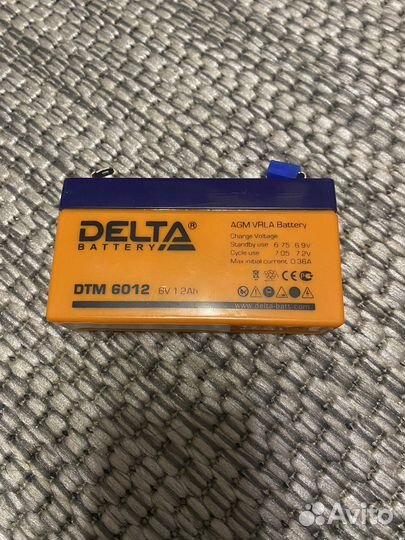 DELTA®
BATTERY
AGM VRLA Battery
Charge Voltage
Standby use 6.75 6.9V
Cycle use 7.05 7.2V
Max initial current 0.36A
DTM 6012 6V 1.2Ah
www.delta-batt.com
Avito